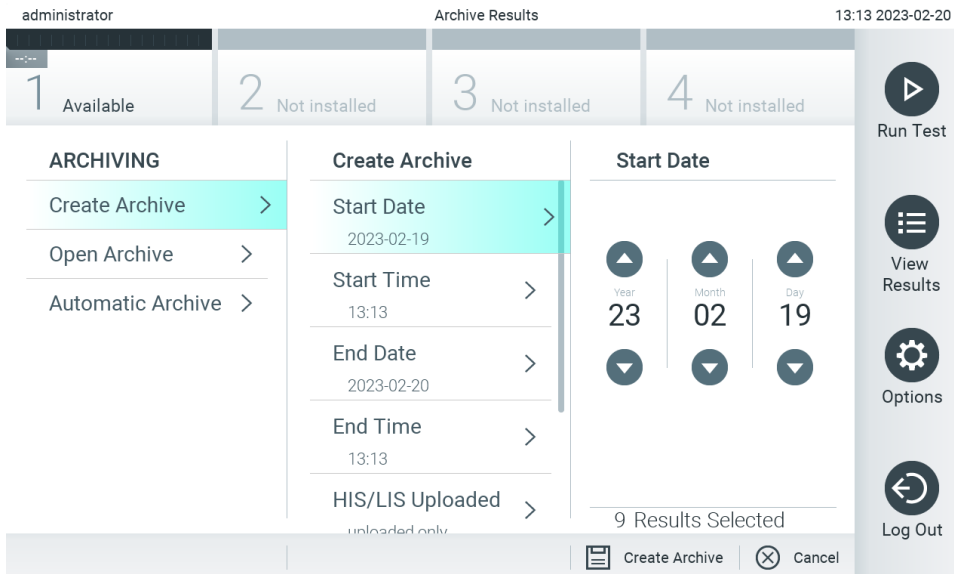 administrator
Archive Results
13:13 2023-02-20
--:--
1 Available
2 Not installed
3 Not installed
4 Not installed
Run Test
View
Results
Options
Log Out
ARCHIVING
Create Archive
Open Archive
Automatic Archive
Create Archive
Start Date
2023-02-19
Start Time
13:13
End Date
2023-02-20
End Time
13:13
HIS/LIS Uploaded
uploaded only
Start Date
Year
23
Month
02
Day
19
9 Results Selected
Create Archive
Cancel